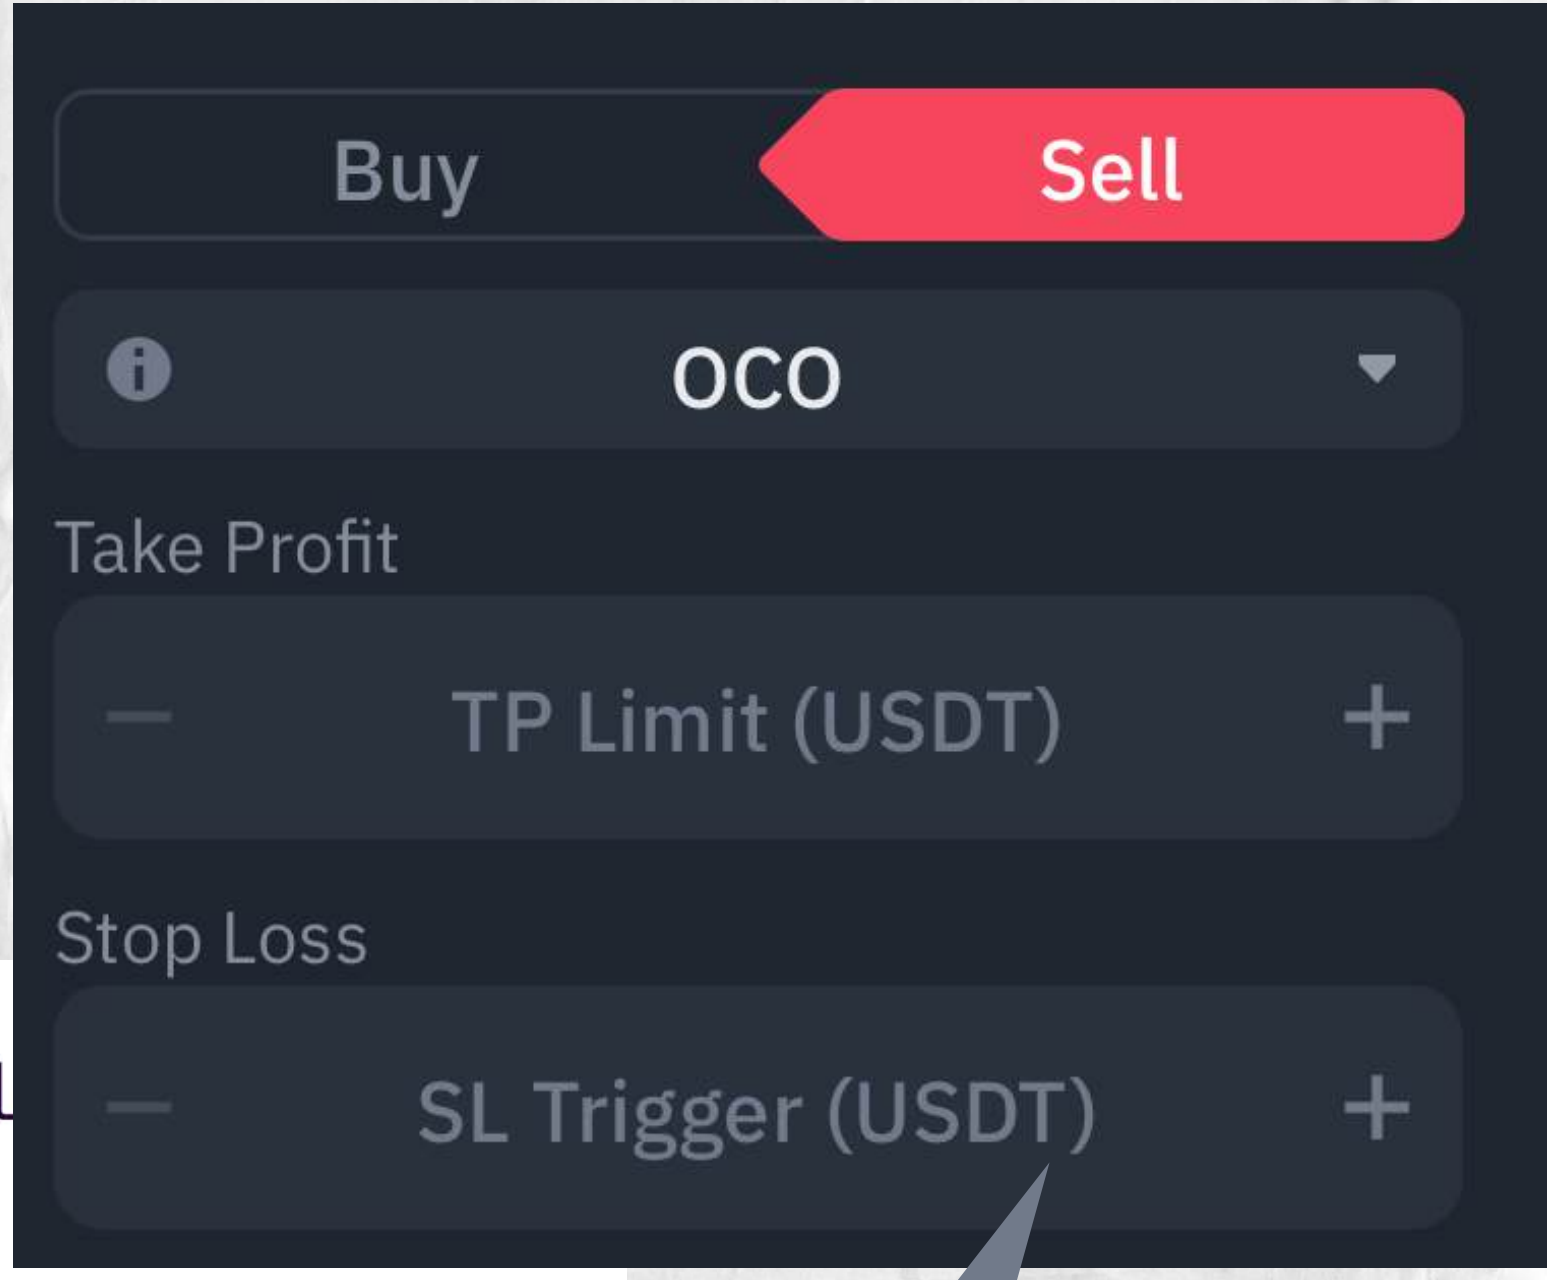 Buy
Sell
OCO
Take Profit
TP Limit (USDT)
Stop Loss
SL Trigger (USDT)